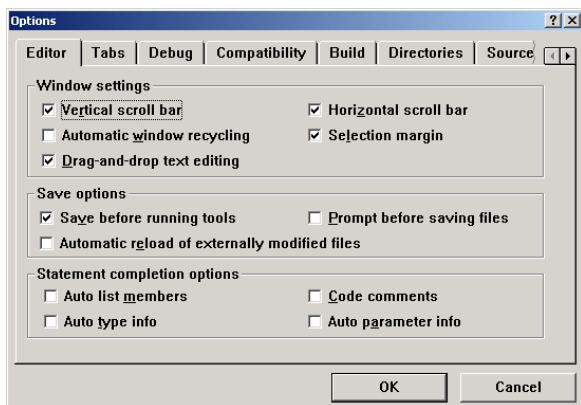 Options
Editor Tabs Debug Compatibility Build Directories Source
Window settings
Vertical scroll bar Horizontal scroll bar
Automatic window recycling Selection margin
Drag-and-drop text editing
Save options
Save before running tools Prompt before saving files
Automatic reload of externally modified files
Statement completion options
Auto list members Code comments
Auto type info Auto parameter info
OK Cancel